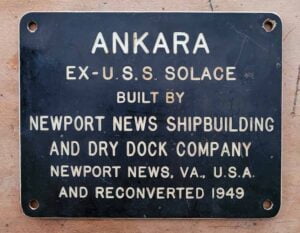 ANKARA
EX-U.S.S. SOLACE
BUILT BY
NEWPORT NEWS SHIPBUILDING
AND DRY DOCK COMPANY
NEWPORT NEWS, VA., U.S.A.
AND RECONVERTED 1949